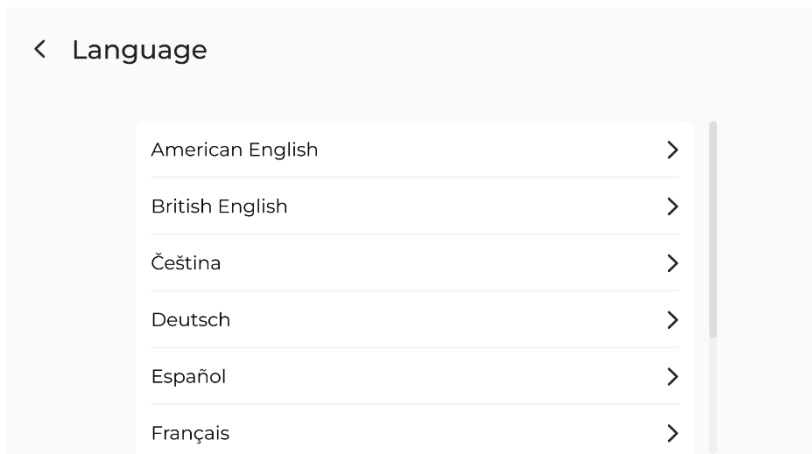 Language
American English
British English
Čeština
Deutsch
Español
Français